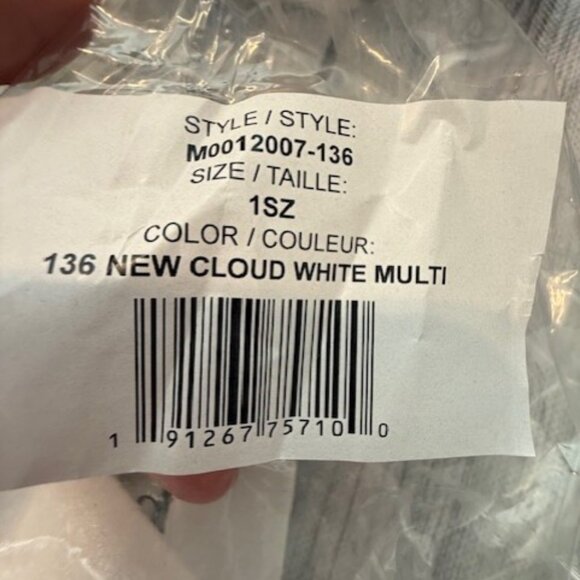 STYLE / STYLE:
M0012007-136
SIZE / TAILLE:
1SZ
COLOR / COULEUR:
136 NEW CLOUD WHITE MULTI
1 91267 75710 0